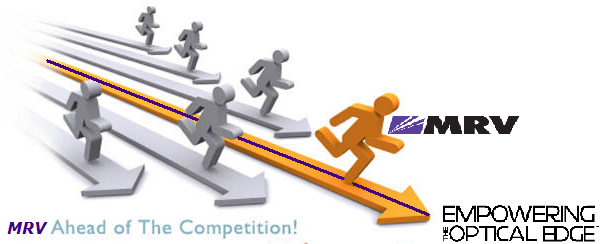 MRV
MRV Ahead of The Competition!
EMPOWERING
THE OPTICAL EDGE